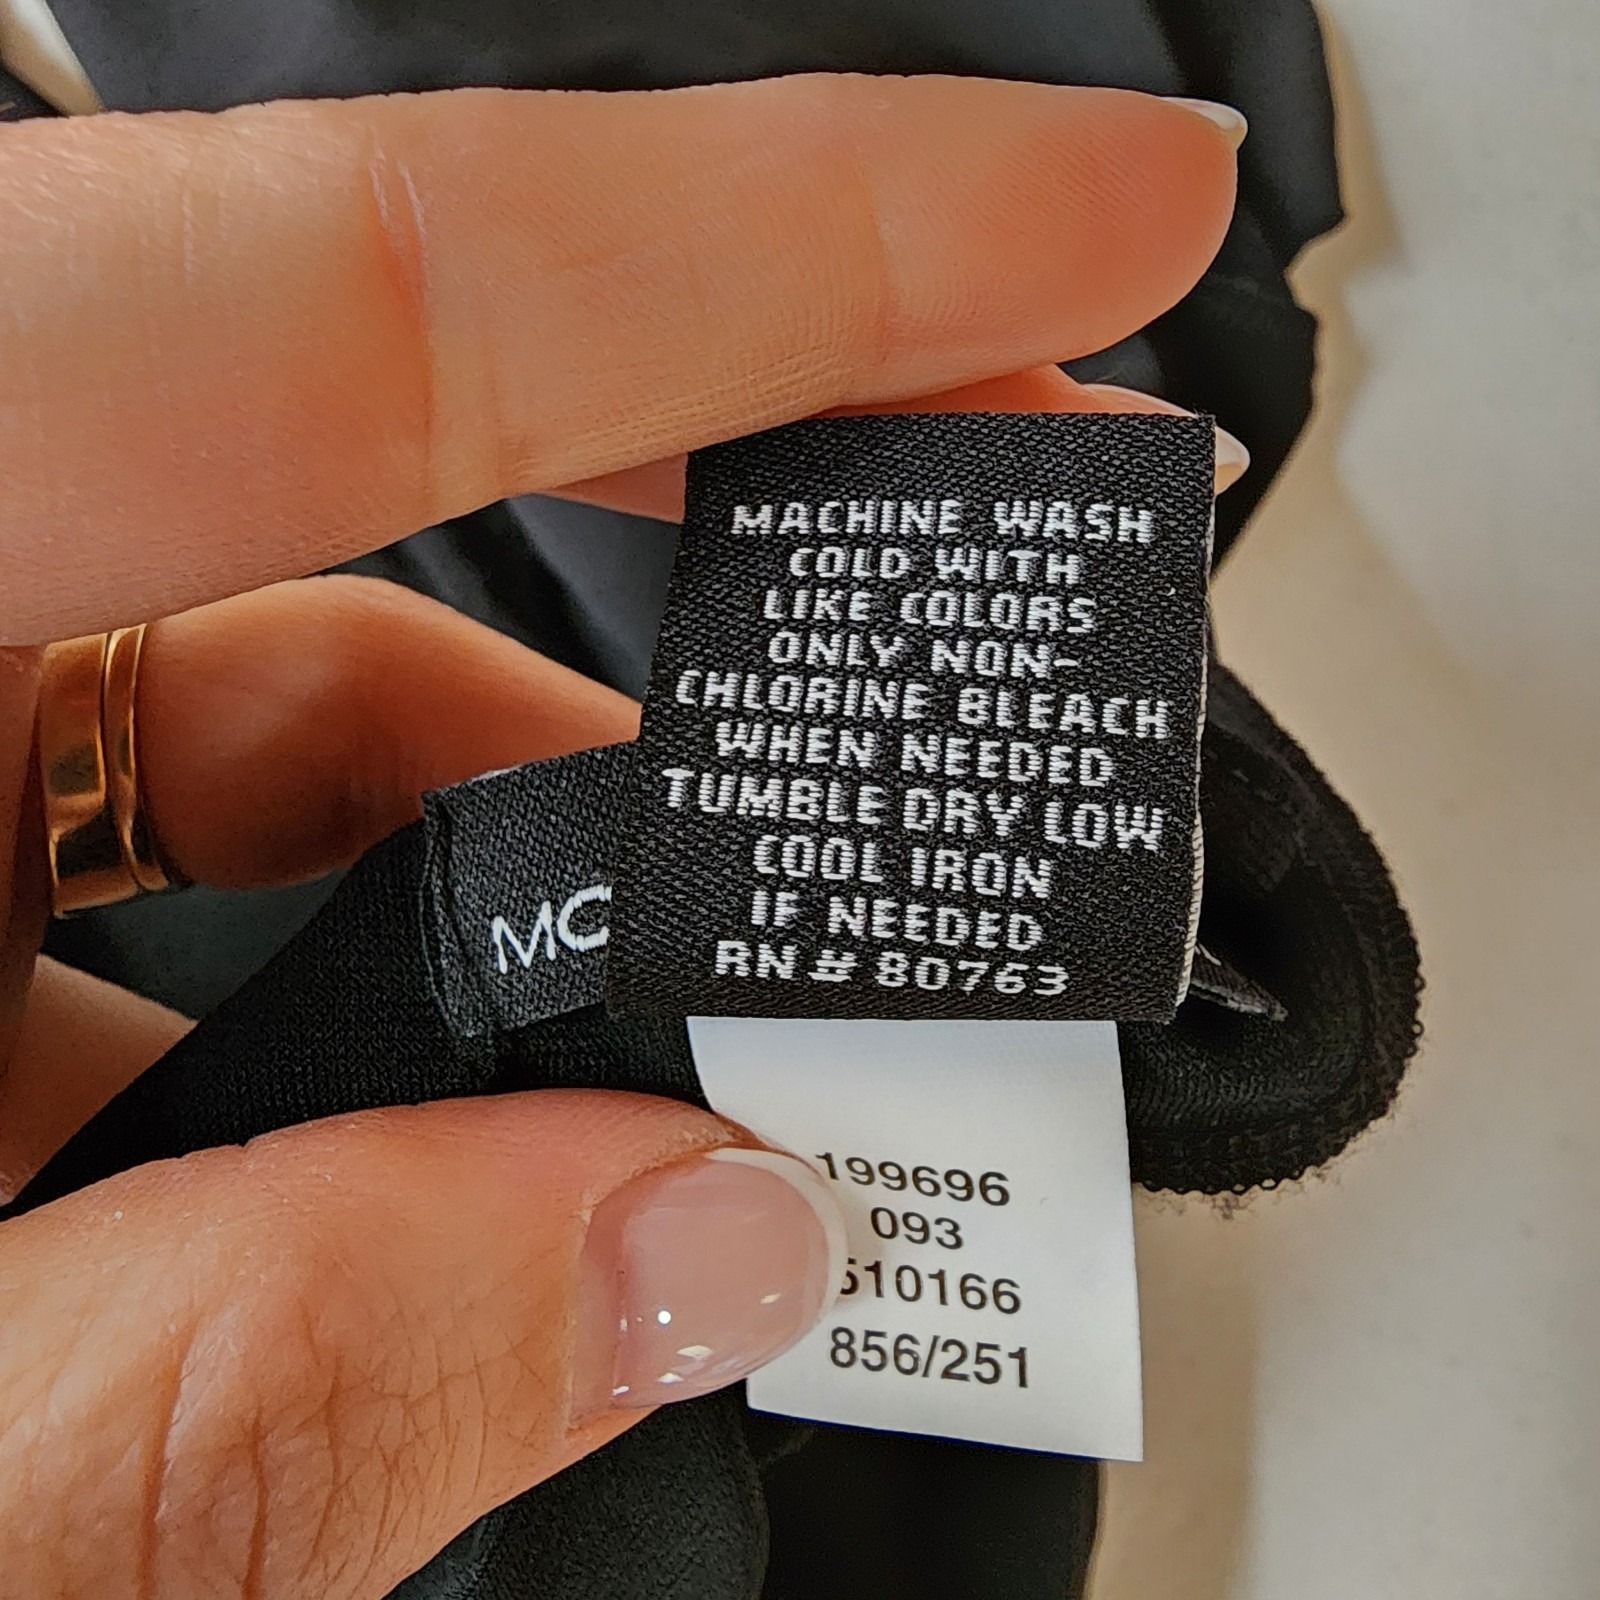 MACHINE WASH
COLD WITH
LIKE COLORS
ONLY NON-
CHLORINE BLEACH
WHEN NEEDED
TUMBLE DRY LOW
COOL IRON
IF NEEDED
RN # 80763
MC
199696
093
510166
856/251